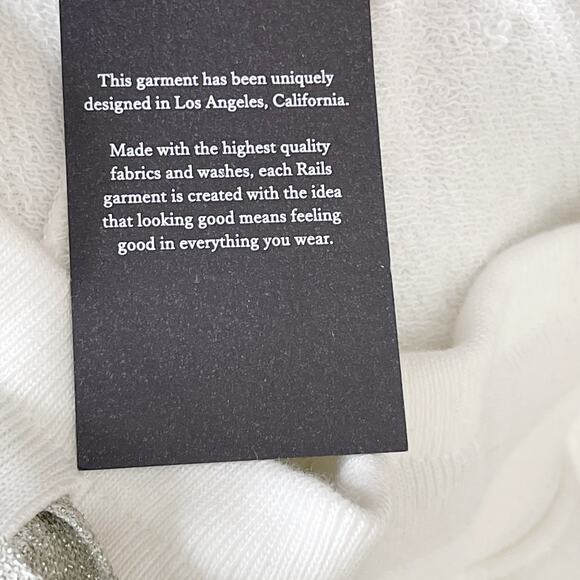 This garment has been uniquely
designed in Los Angeles, California.
Made with the highest quality
fabrics and washes, each Rails
garment is created with the idea
that looking good means feeling
good in everything you wear.